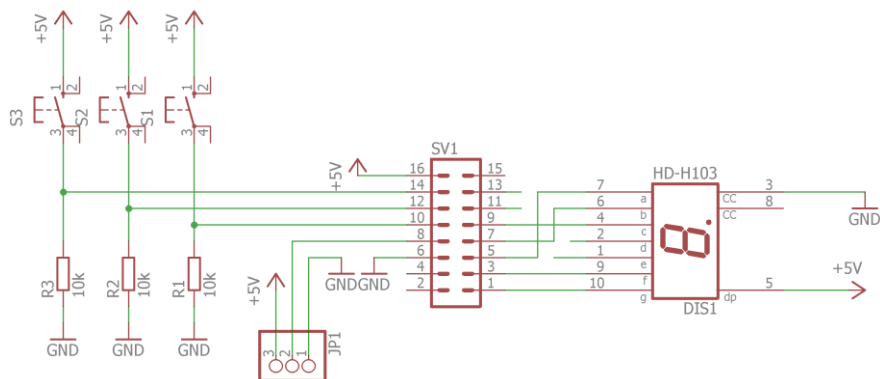 +5V
+5V
+5V
1 2
1 2
1 2
S3
S2
S1
3 4
3 4
3 4
SV1
+5V
16 15
14 13
12 11
10 9
8 7
6 5
4 3
2 1
HD-H103
7 a
6 b
4 c
2 d
1 e
9 f
10 g
CC 3
CC 8
dp 5
GND
+5V
DIS1
R3 10k
R2 10k
R1 10k
+5V
GND
GND
GND
GND
GND
3 2 1
JP1